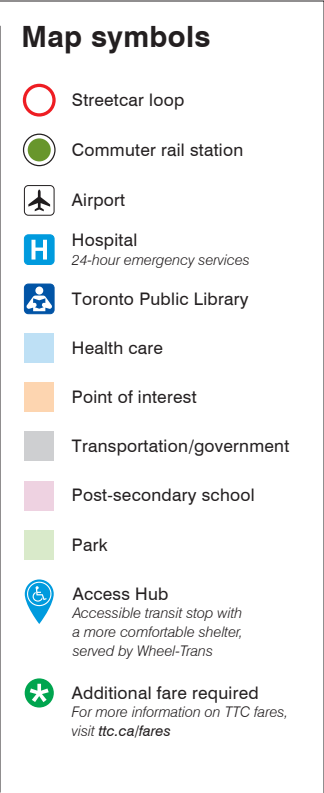 Map symbols
Streetcar loop
Commuter rail station
Airport
H Hospital
24-hour emergency services
Toronto Public Library
Health care
Point of interest
Transportation/government
Post-secondary school
Park
Access Hub
Accessible transit stop with
a more comfortable shelter,
served by Wheel-Trans
Additional fare required
For more information on TTC fares,
visit ttc.ca/fares